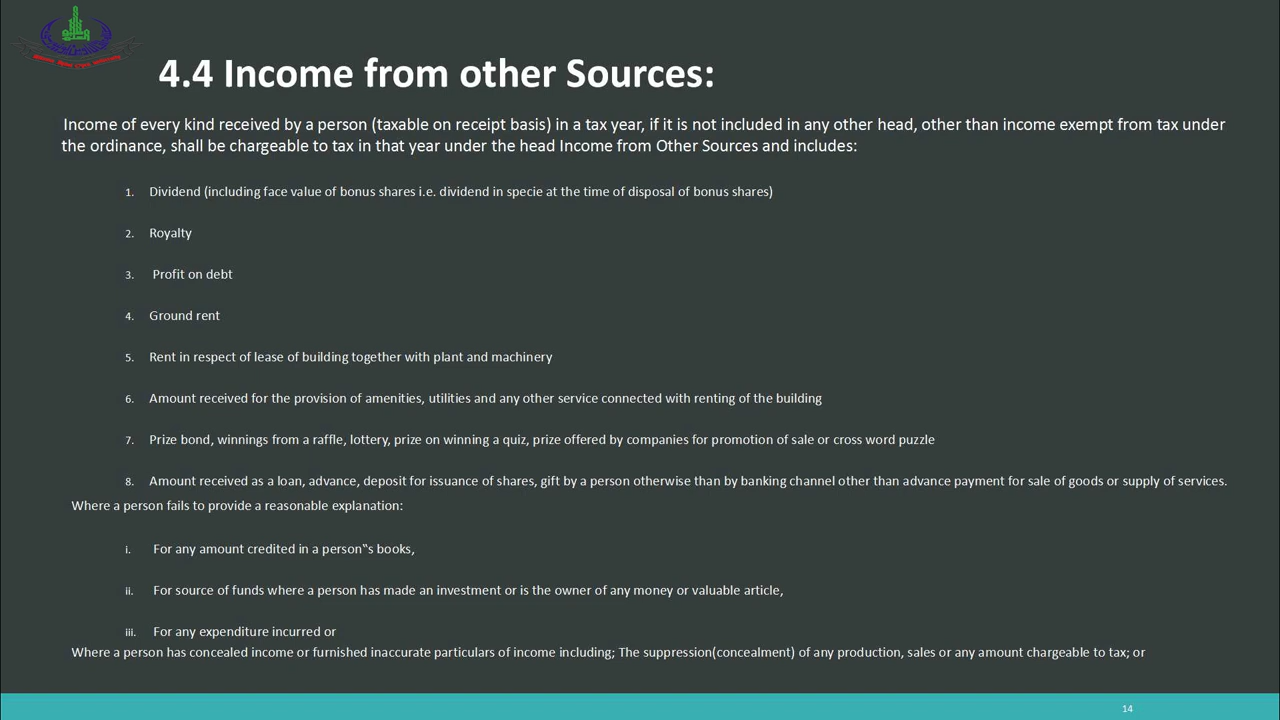 4.4 Income from other Sources:
Income of every kind received by a person (taxable on receipt basis) in a tax year, if it is not included in any other head, other than income exempt from tax under
the ordinance, shall be chargeable to tax in that year under the head Income from Other Sources and includes:
1. Dividend (including face value of bonus shares i.e. dividend in specie at the time of disposal of bonus shares)
2. Royalty
3. Profit on debt
4. Ground rent
5. Rent in respect of lease of building together with plant and machinery
6. Amount received for the provision of amenities, utilities and any other service connected with renting of the building
7. Prize bond, winnings from a raffle, lottery, prize on winning a quiz, prize offered by companies for promotion of sale or cross word puzzle
8. Amount received as a loan, advance, deposit for issuance of shares, gift by a person otherwise than by banking channel other than advance payment for sale of goods or supply of services.
Where a person fails to provide a reasonable explanation:
i. For any amount credited in a person‟s books,
ii. For source of funds where a person has made an investment or is the owner of any money or valuable article,
iii. For any expenditure incurred or
Where a person has concealed income or furnished inaccurate particulars of income including; The suppression(concealment) of any production, sales or any amount chargeable to tax; or
14